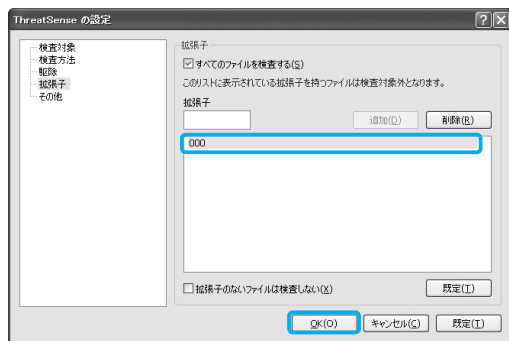 ThreatSense の設定
検査対象
検査方法
駆除
拡張子
その他
拡張子
すべてのファイルを検査する(S)
このリストに表示されている拡張子を持つファイルは検査対象外となります。
拡張子
追加(D)
削除(R)
000
拡張子のないファイルは検査しない(X)
既定(T)
OK(O)
キャンセル(C)
既定(T)